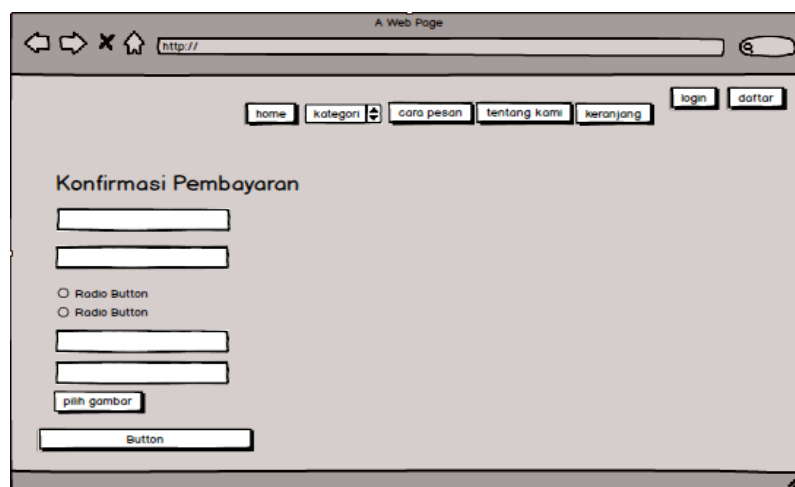 A Web Page
http://
login daftar
home kategori cara pesan tentang kami keranjang
Konfirmasi Pembayaran
Radio Button
Radio Button
pilih gambar
Button